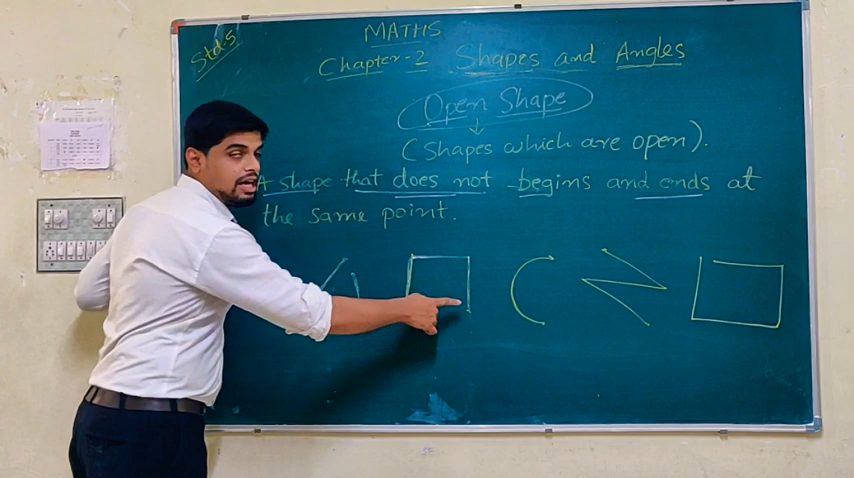 Std.5
MATHS
Chapter-2 Shapes and Angles
Open Shape
(Shapes which are open).
A shape that does not begins and ends at
the same point.